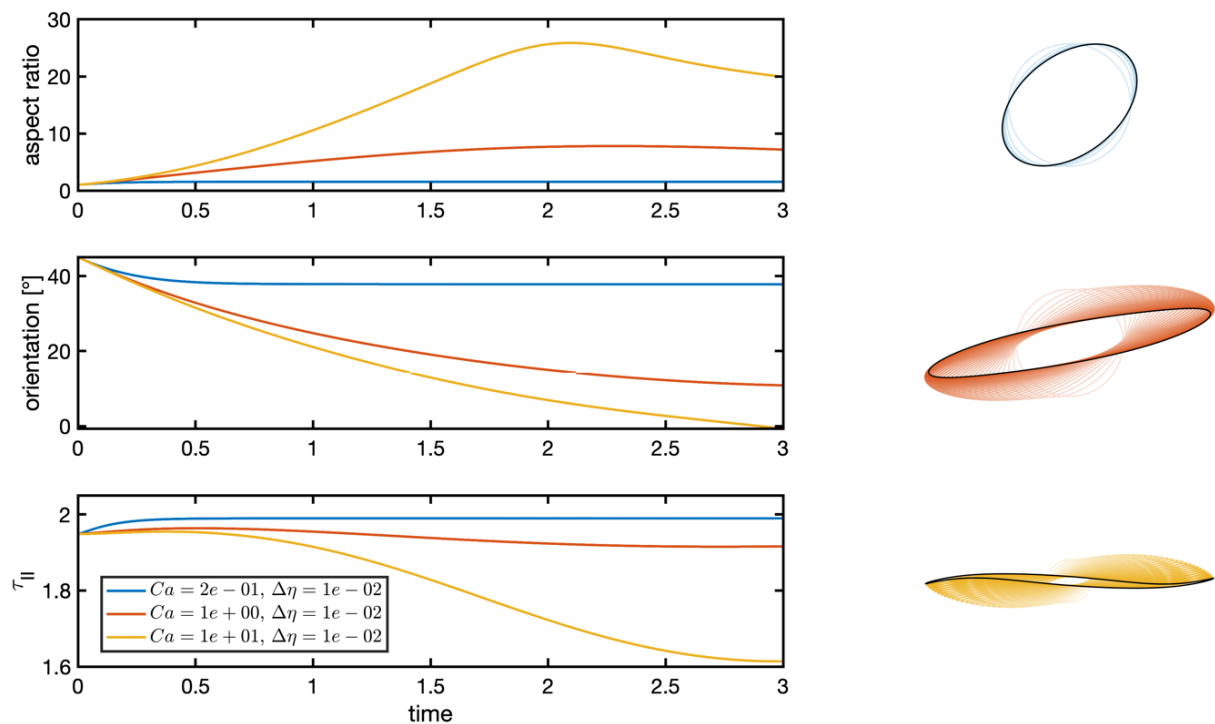 30
20
10
0
aspect ratio
0 0.5 1 1.5 2 2.5 3
40
20
0
orientation [°]
0 0.5 1 1.5 2 2.5 3
2
1.8
1.6
τII
Ca = 2e − 01, Δη = 1e − 02
Ca = 1e + 00, Δη = 1e − 02
Ca = 1e + 01, Δη = 1e − 02
0 0.5 1 1.5 2 2.5 3
time